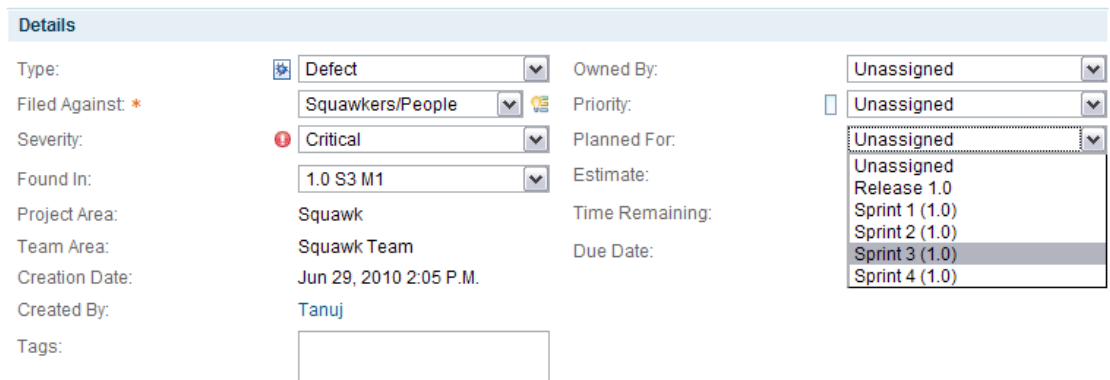 Details
Type: Defect Owned By: Unassigned
Filed Against: * Squawkers/People Priority: Unassigned
Severity: Critical Planned For: Unassigned
Unassigned
Found In: 1.0 S3 M1 Estimate:
Release 1.0
Project Area: Squawk Time Remaining:
Sprint 1 (1.0)
Sprint 2 (1.0)
Team Area: Squawk Team Due Date:
Sprint 3 (1.0)
Creation Date: Jun 29, 2010 2:05 P.M.
Sprint 4 (1.0)
Created By: Tanuj
Tags: